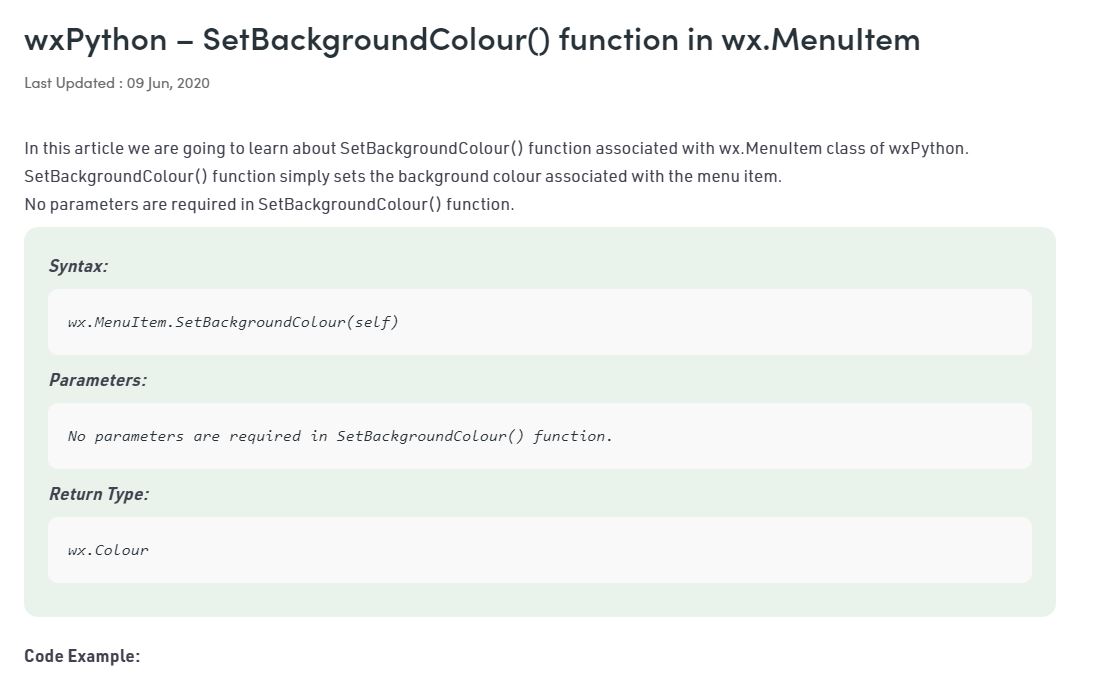 wxPython – SetBackgroundColour() function in wx.MenuItem
Last Updated : 09 Jun, 2020
In this article we are going to learn about SetBackgroundColour() function associated with wx.MenuItem class of wxPython.
SetBackgroundColour() function simply sets the background colour associated with the menu item.
No parameters are required in SetBackgroundColour() function.
Syntax:
wx.MenuItem.SetBackgroundColour(self)
Parameters:
No parameters are required in SetBackgroundColour() function.
Return Type:
wx.Colour
Code Example: